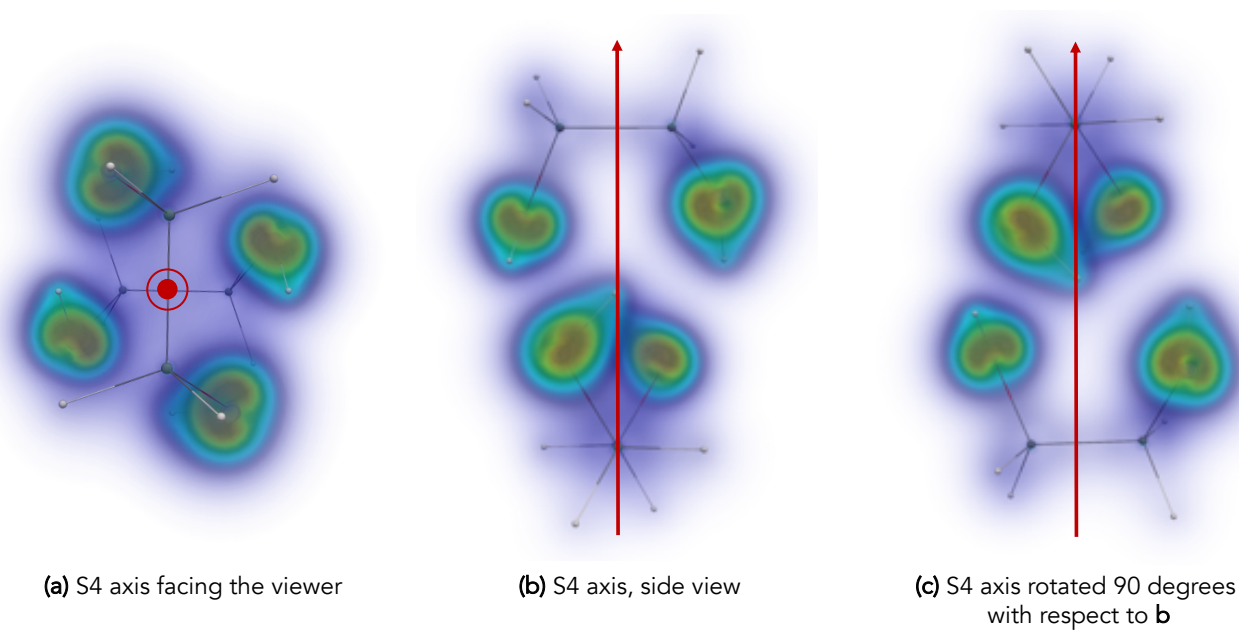 (a) S4 axis facing the viewer
(b) S4 axis, side view
(c) S4 axis rotated 90 degrees
with respect to b